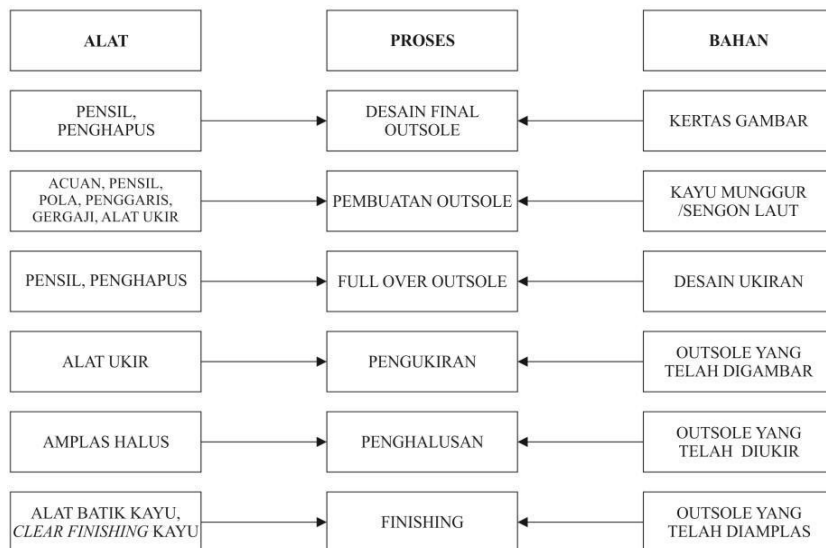 ALAT
PROSES
BAHAN
PENSIL,
PENGHAPUS
DESAIN FINAL
OUTSOLE
KERTAS GAMBAR
ACUAN, PENSIL,
POLA, PENGGARIS,
GERGAJI, ALAT UKIR
PEMBUATAN OUTSOLE
KAYU MUNGGUR
/SENGON LAUT
PENSIL, PENGHAPUS
FULL OVER OUTSOLE
DESAIN UKIRAN
ALAT UKIR
PENGUKIRAN
OUTSOLE YANG
TELAH DIGAMBAR
AMPLAS HALUS
PENGHALUSAN
OUTSOLE YANG
TELAH DIUKIR
ALAT BATIK KAYU,
CLEAR FINISHING KAYU
FINISHING
OUTSOLE YANG
TELAH DIAMPLAS